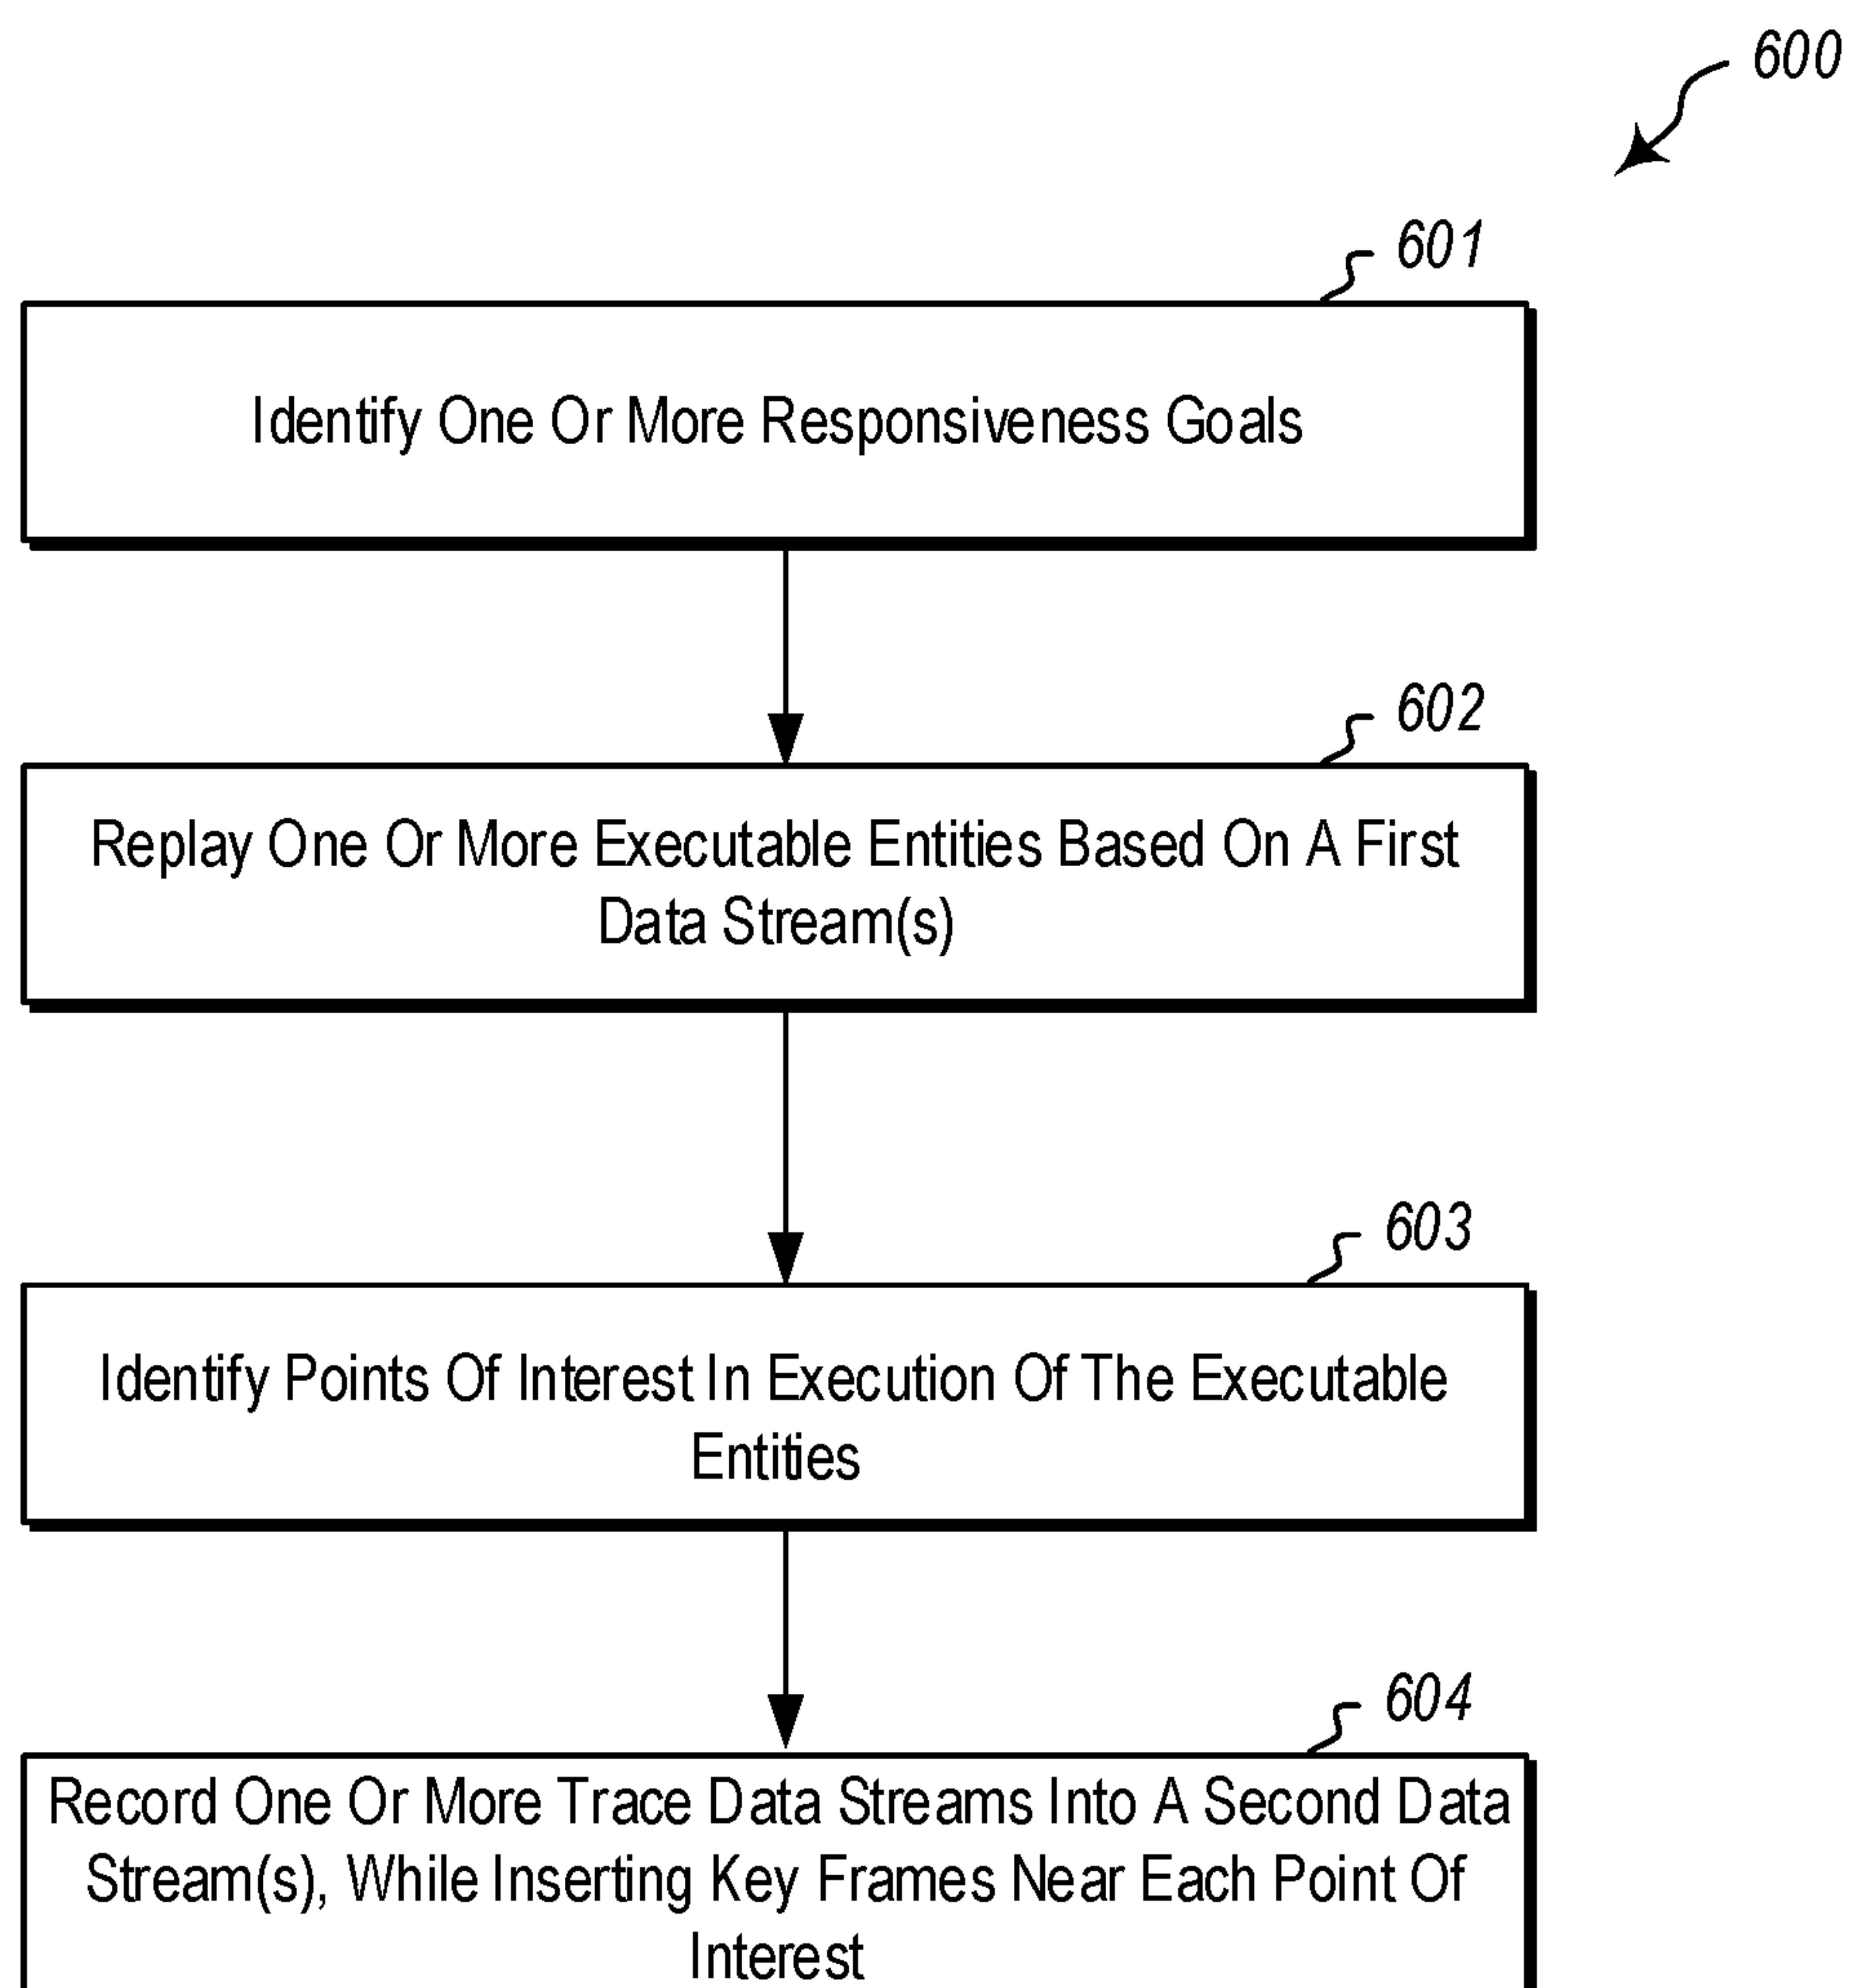 600
601
Identify One Or More Responsiveness Goals
602
Replay One Or More Executable Entities Based On A First
Data Stream(s)
603
Identify Points Of Interest In Execution Of The Executable
Entities
604
Record One Or More Trace Data Streams Into A Second Data
Stream(s), While Inserting Key Frames Near Each Point Of
Interest